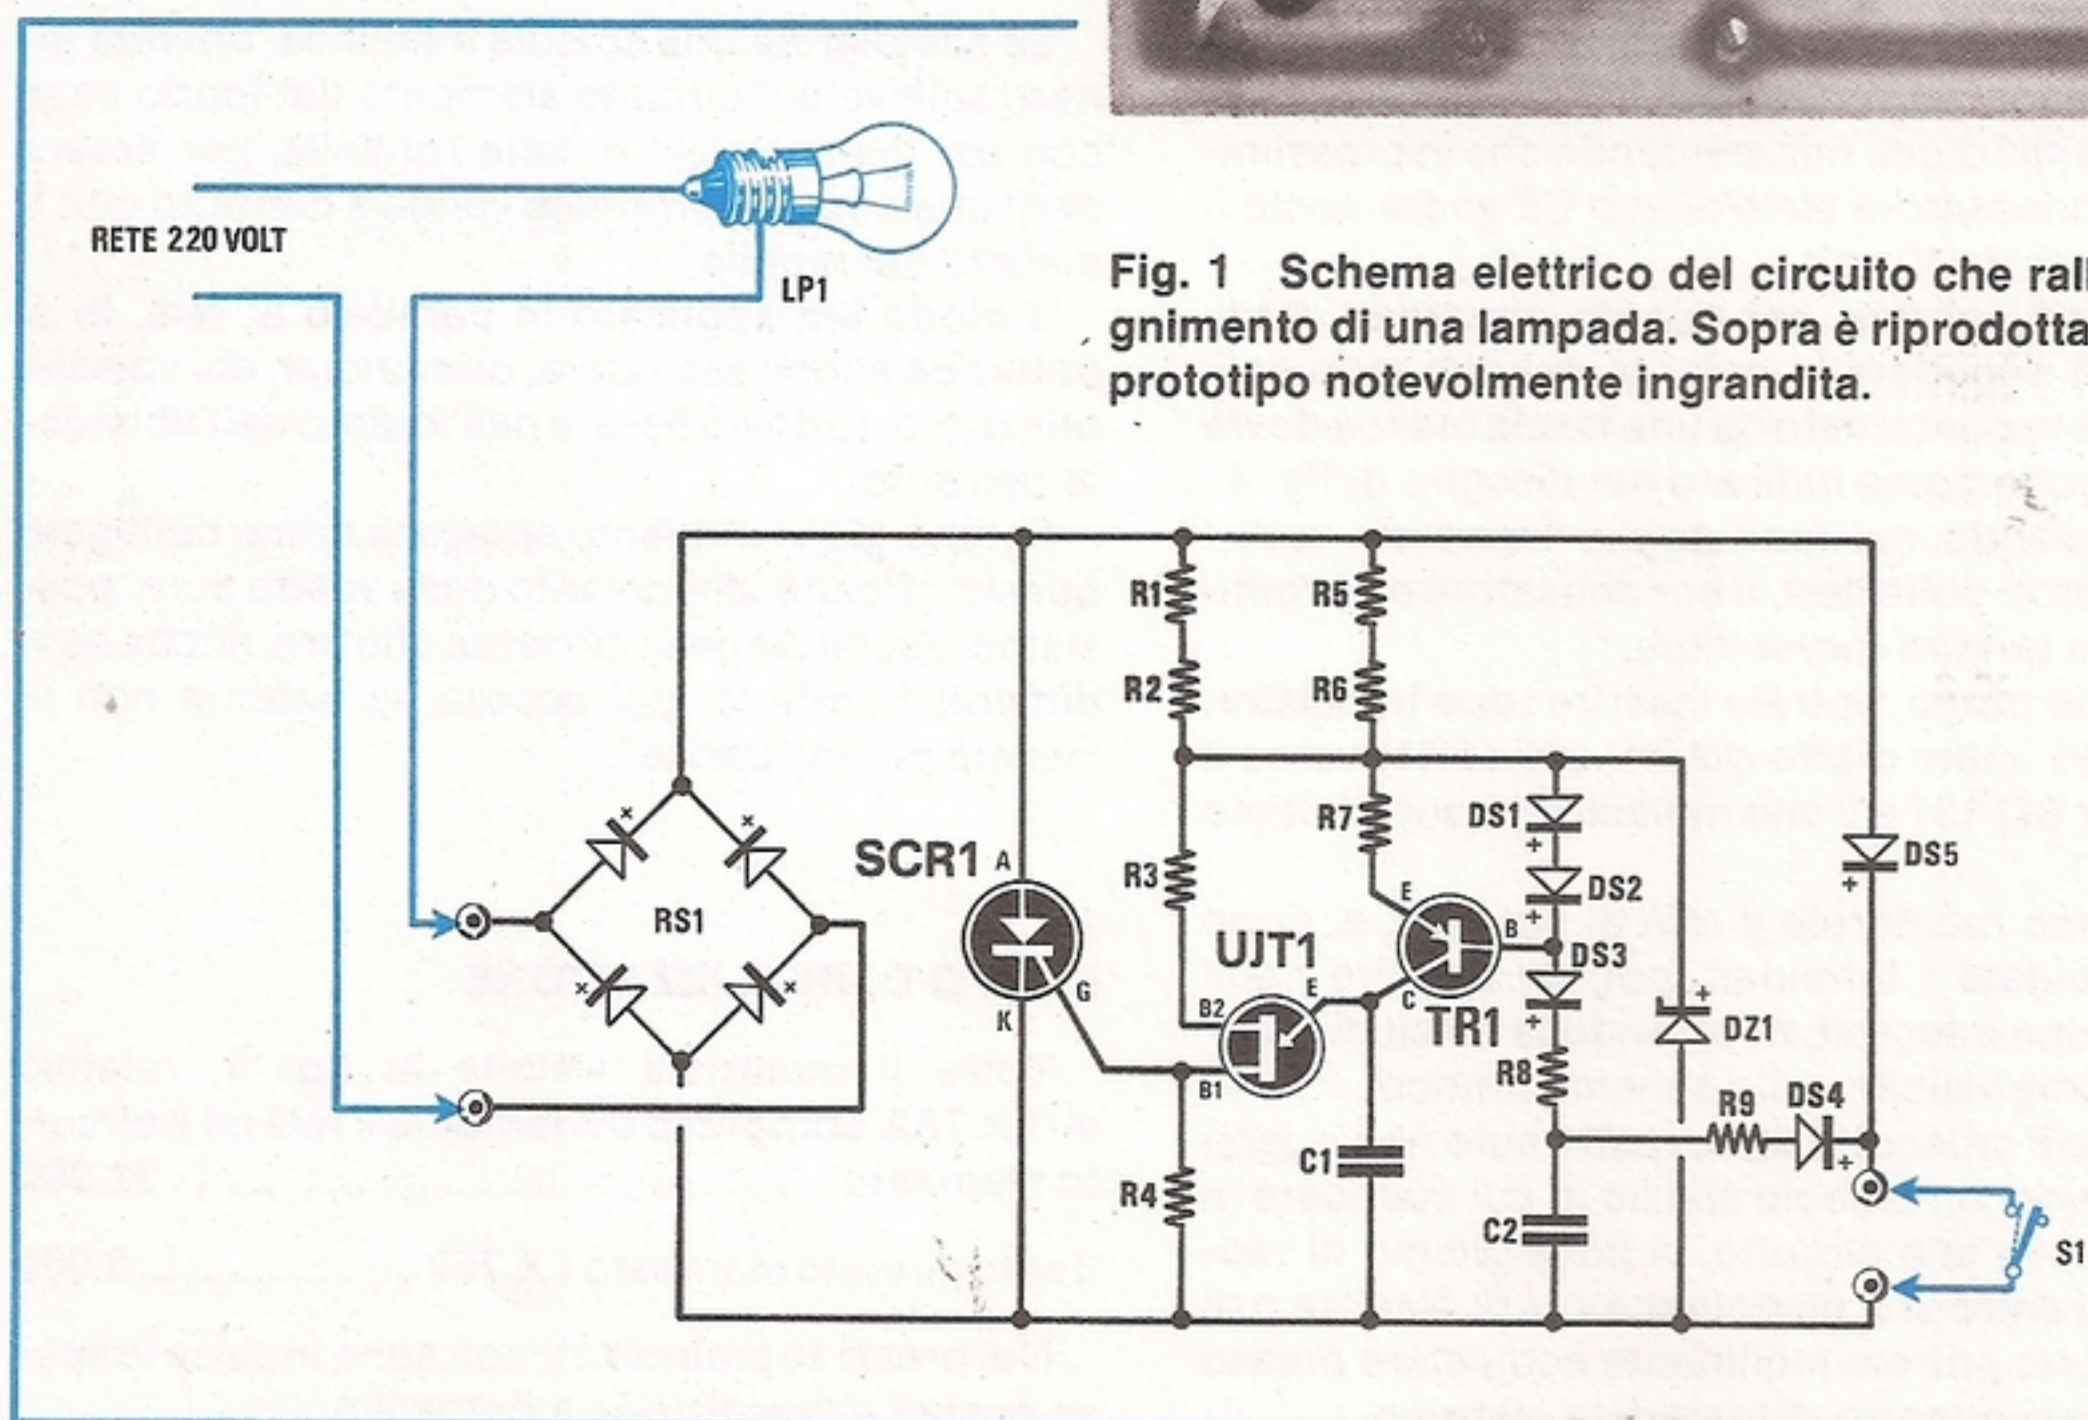 RETE 220 VOLT
LP1
Fig. 1 Schema elettrico del circuito che rall
gnimento di una lampada. Sopra è riprodotta
prototipo notevolmente ingrandita.
R1
R5
R2
R6
R7
DS1
+
SCR1
A
R3
DS2
+
DS5
+
RS1
x
x
x
x
E
B
DS3
+
UJT1
G
K
B2
E
C
TR1
+
DZ1
B1
R8
R9
DS4
+
C1
R4
C2
S1